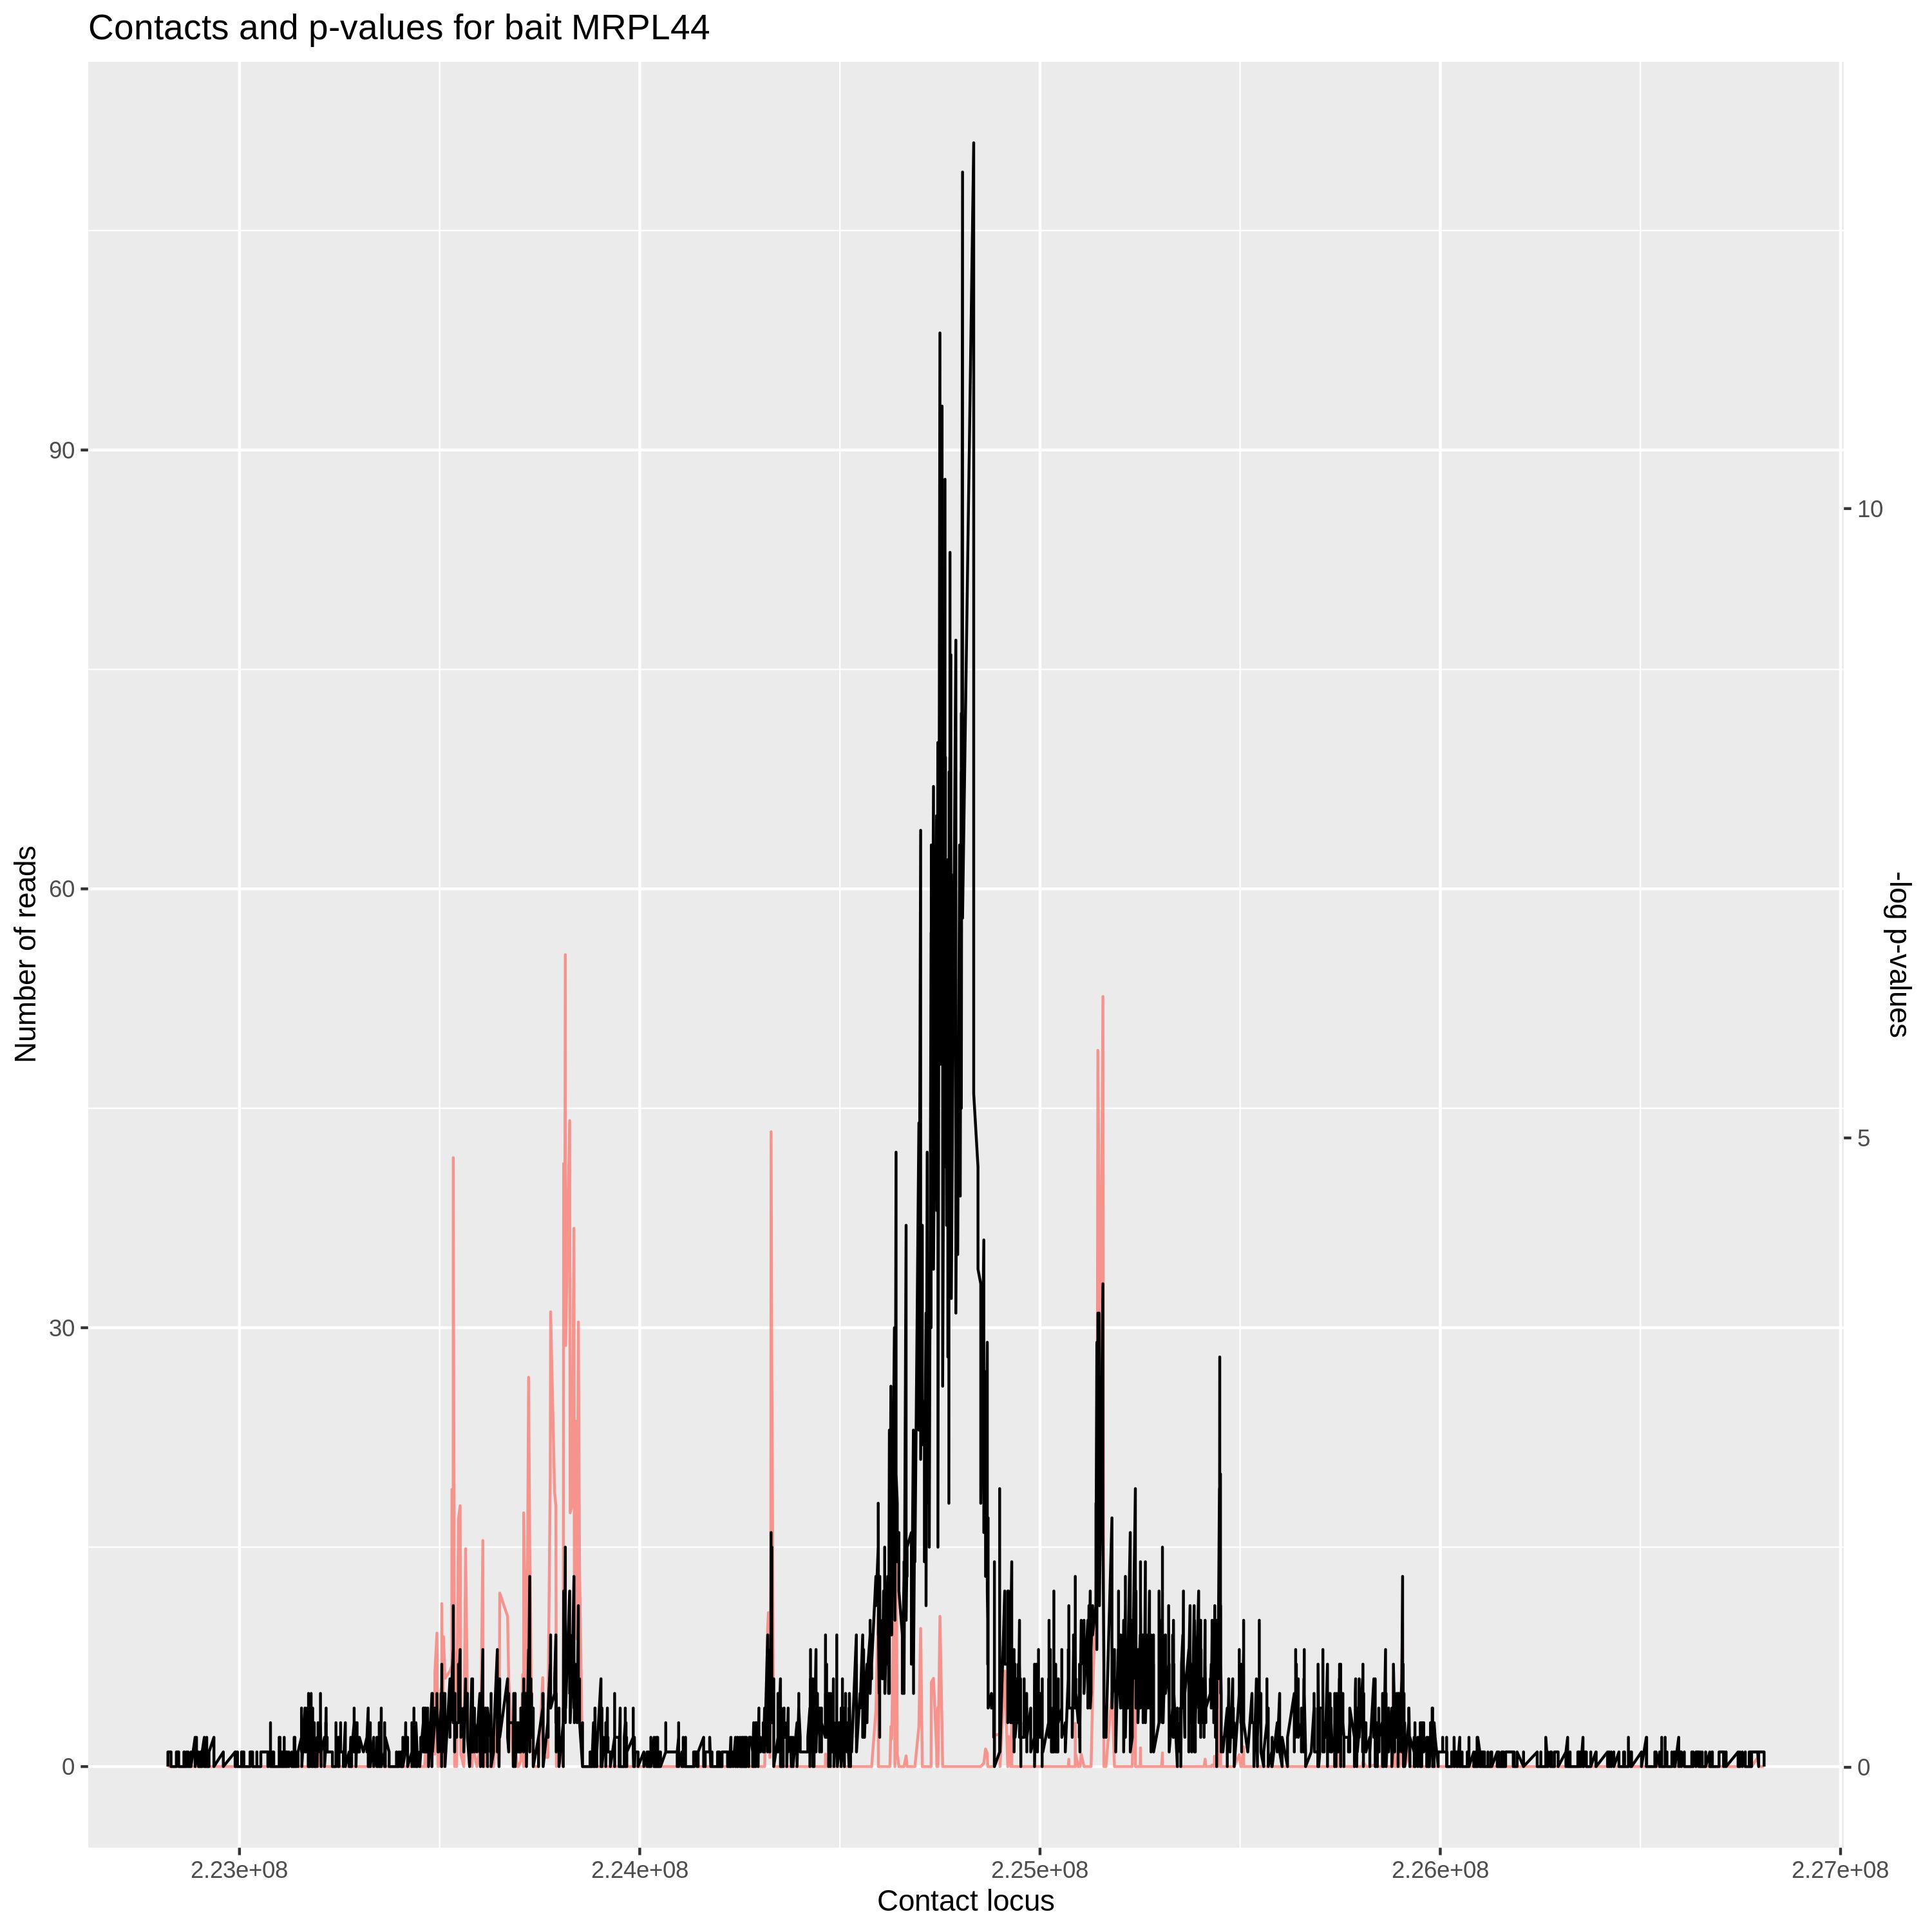 Contacts and p-values for bait MRPL44
Number of reads
90
60
30
0
10
5
0
-log p-values
2.23e+08
2.24e+08
2.25e+08
2.26e+08
2.27e+08
Contact locus